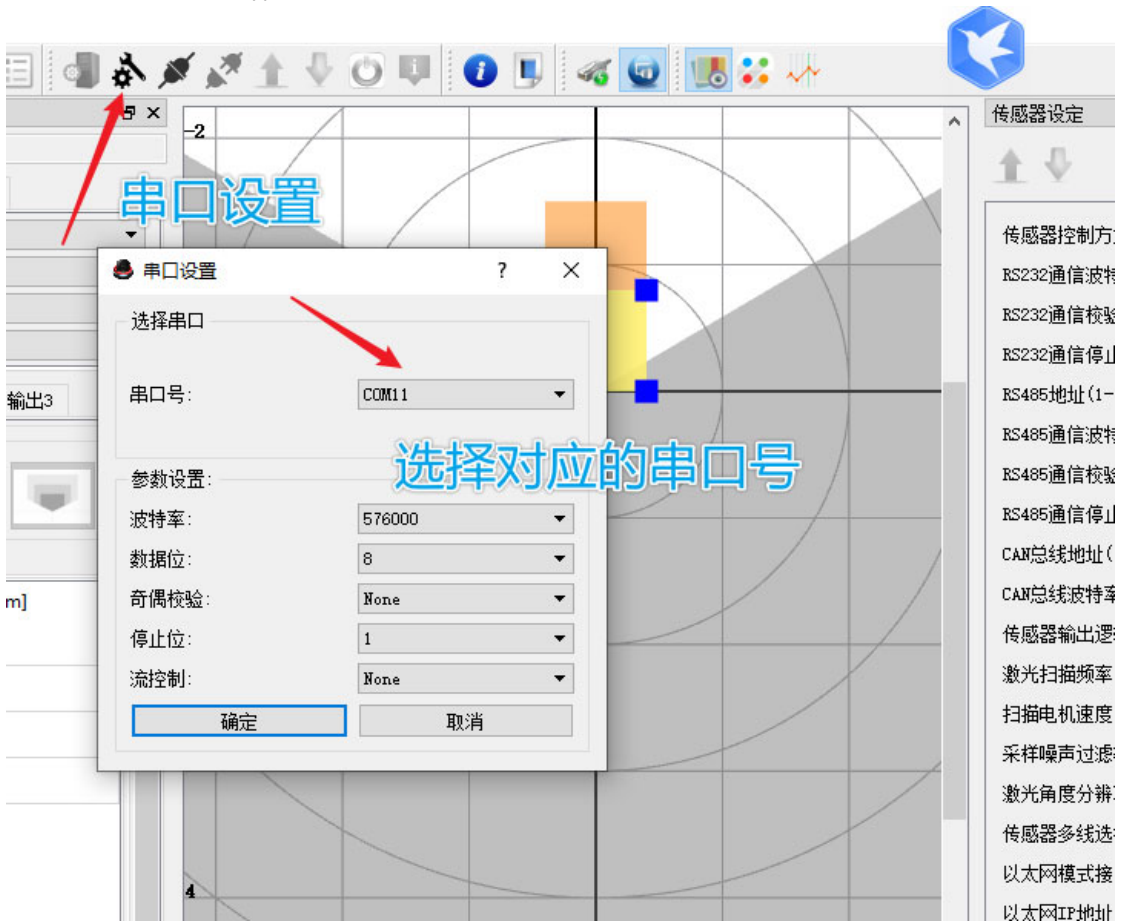 传感器设定
-2
串口设置
串口设置
?
×
选择串口
串口号:
COM11
选择对应的串口号
参数设置:
波特率:
576000
数据位:
8
奇偶校验:
None
停止位:
1
流控制:
None
确定
取消
输出3
m]
4
传感器控制方
RS232通信波特
RS232通信校验
RS232通信停止
RS485地址(1-
RS485通信波特
RS485通信校验
RS485通信停止
CAN总线地址(
CAN总线波特率
传感器输出逻
激光扫描频率
扫描电机速度
采样噪声过滤
激光角度分辨
传感器多线选
以太网模式接
以太网IP地址